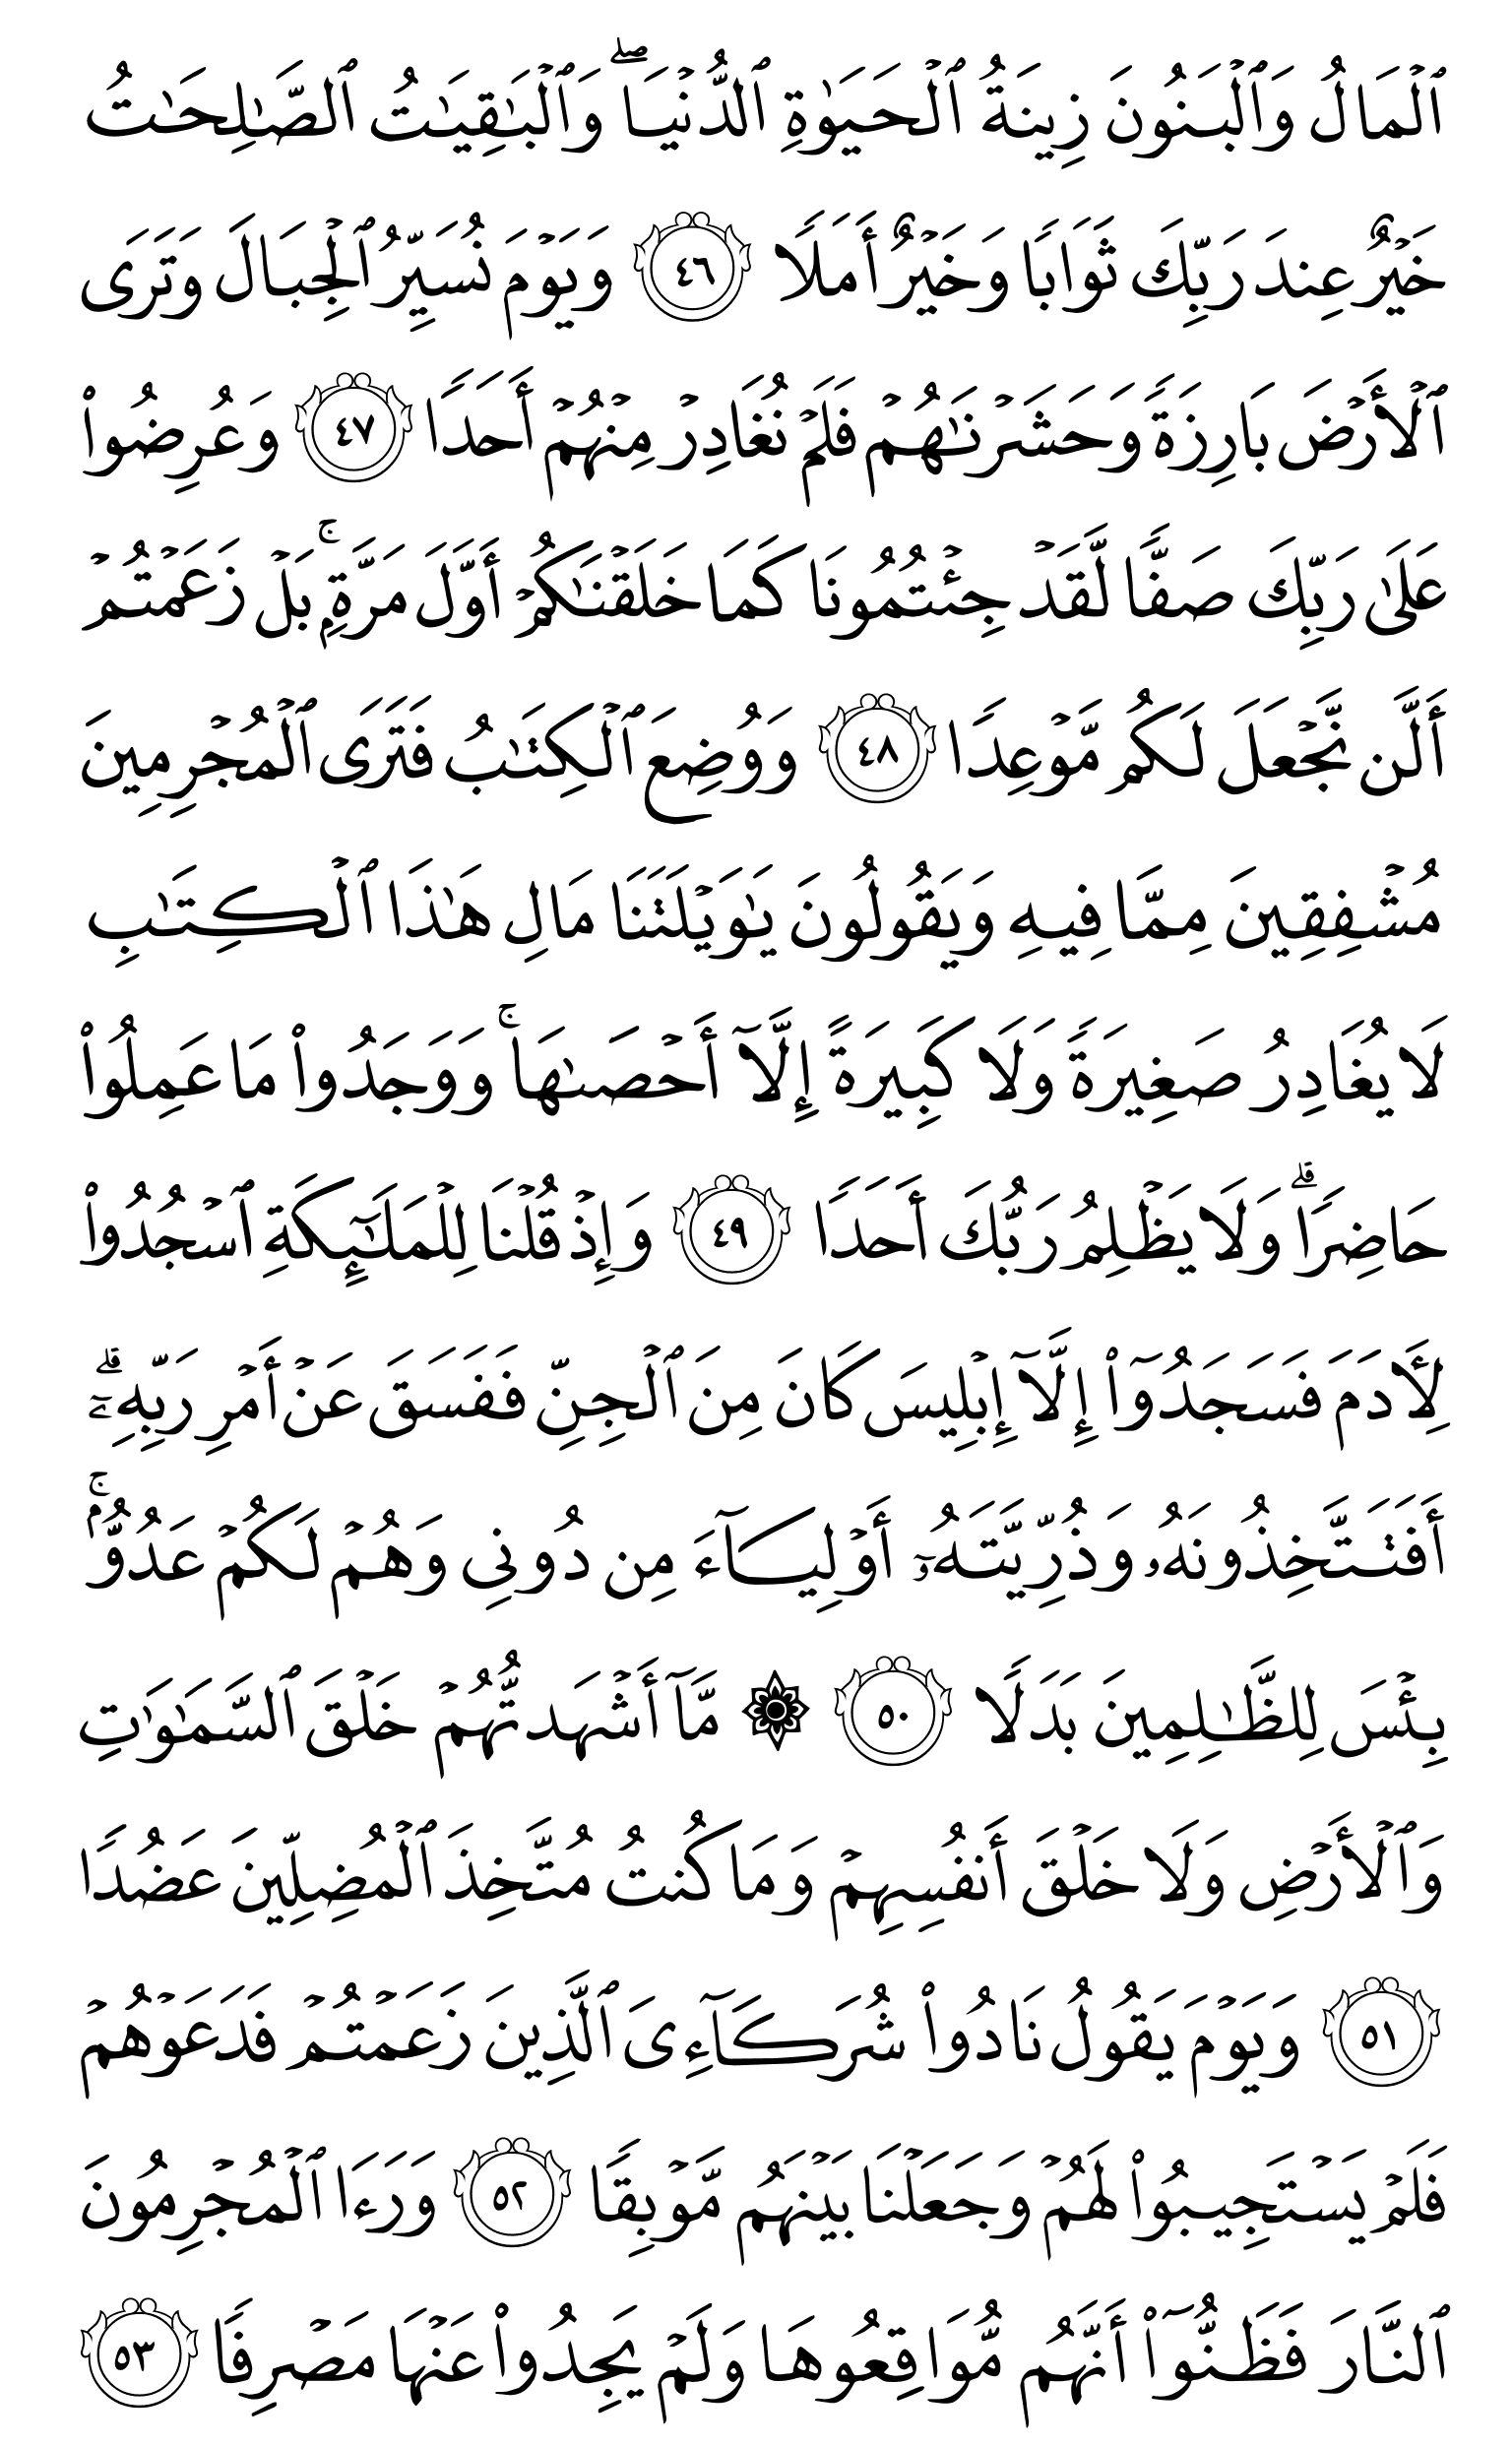 ٱلْمَالُ وَٱلْبَنُونَ زِينَةُ ٱلْحَيَوٰةِ ٱلدُّنْيَا ۖ وَٱلْبَـٰقِيَـٰتُ ٱلصَّـٰلِحَـٰتُ
خَيْرٌ عِندَ رَبِّكَ ثَوَابًا وَخَيْرٌ أَمَلًا ٤٦ وَيَوْمَ نُسَيِّرُ ٱلْجِبَالَ وَتَرَى
ٱلْأَرْضَ بَارِزَةً وَحَشَرْنَـٰهُمْ فَلَمْ نُغَادِرْ مِنْهُمْ أَحَدًا ٤٧ وَعُرِضُوا۟
عَلَىٰ رَبِّكَ صَفًّا لَّقَدْ جِئْتُمُونَا كَمَا خَلَقْنَـٰكُمْ أَوَّلَ مَرَّةٍۭ ۚ بَلْ زَعَمْتُمْ
أَلَّن نَّجْعَلَ لَكُم مَّوْعِدًا ٤٨ وَوُضِعَ ٱلْكِتَـٰبُ فَتَرَى ٱلْمُجْرِمِينَ
مُشْفِقِينَ مِمَّا فِيهِ وَيَقُولُونَ يَـٰوَيْلَتَنَا مَالِ هَـٰذَا ٱلْكِتَـٰبِ
لَا يُغَادِرُ صَغِيرَةً وَلَا كَبِيرَةً إِلَّآ أَحْصَىٰهَا ۚ وَوَجَدُوا۟ مَا عَمِلُوا۟
حَاضِرًا ۗ وَلَا يَظْلِمُ رَبُّكَ أَحَدًا ٤٩ وَإِذْ قُلْنَا لِلْمَلَـٰٓئِكَةِ ٱسْجُدُوا۟
لِـَٔادَمَ فَسَجَدُوٓا۟ إِلَّآ إِبْلِيسَ كَانَ مِنَ ٱلْجِنِّ فَفَسَقَ عَنْ أَمْرِ رَبِّهِۦٓ ۗ
أَفَتَتَّخِذُونَهُۥ وَذُرِّيَّتَهُۥٓ أَوْلِيَآءَ مِن دُونِى وَهُمْ لَكُمْ عَدُوٌّۢ ۚ
بِئْسَ لِلظَّـٰلِمِينَ بَدَلًا ٥٠ ۞ مَّآ أَشْهَدتُّهُمْ خَلْقَ ٱلسَّمَـٰوَٰتِ
وَٱلْأَرْضِ وَلَا خَلْقَ أَنفُسِهِمْ وَمَا كُنتُ مُتَّخِذَ ٱلْمُضِلِّينَ عَضُدًا
٥١ وَيَوْمَ يَقُولُ نَادُوا۟ شُرَكَآءِىَ ٱلَّذِينَ زَعَمْتُمْ فَدَعَوْهُمْ
فَلَمْ يَسْتَجِيبُوا۟ لَهُمْ وَجَعَلْنَا بَيْنَهُم مَّوْبِقًا ٥٢ وَرَءَا ٱلْمُجْرِمُونَ
ٱلنَّارَ فَظَنُّوٓا۟ أَنَّهُم مُّوَاقِعُوهَا وَلَمْ يَجِدُوا۟ عَنْهَا مَصْرِفًا ٥٣